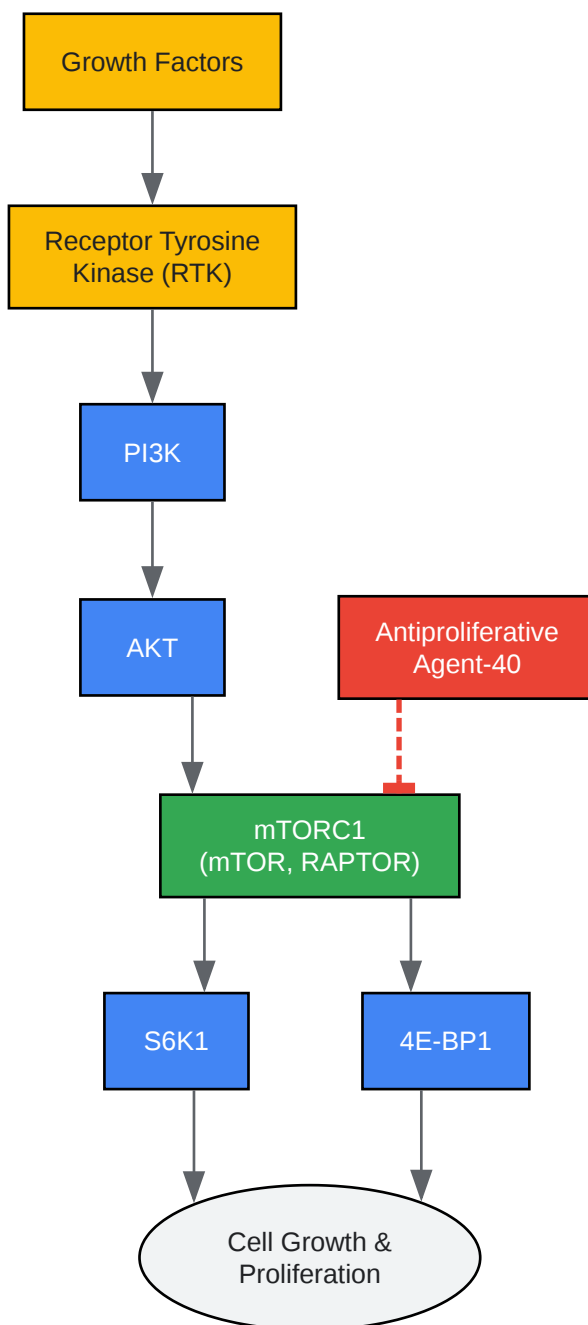 Growth Factors
Receptor Tyrosine
Kinase (RTK)
PI3K
AKT
Antiproliferative
Agent-40
mTORC1
(mTOR, RAPTOR)
S6K1
4E-BP1
Cell Growth &
Proliferation